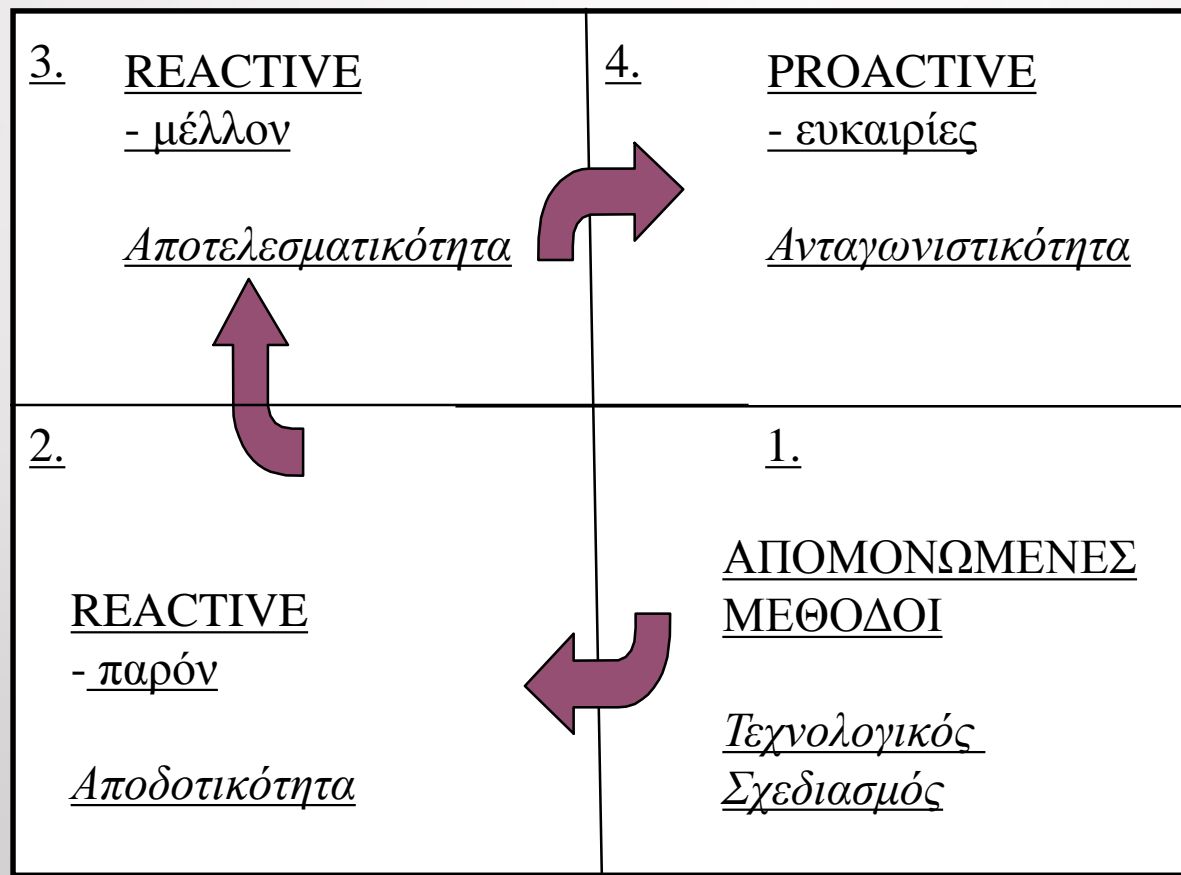 3.
REACTIVE
- μέλλον
Αποτελεσματικότητα
4.
PROACTIVE
- ευκαιρίες
Ανταγωνιστικότητα
2.
REACTIVE
- παρόν
Αποδοτικότητα
1.
ΑΠΟΜΟΝΩΜΕΝΕΣ
ΜΕΘΟΔΟΙ
Τεχνολογικός
Σχεδιασμός